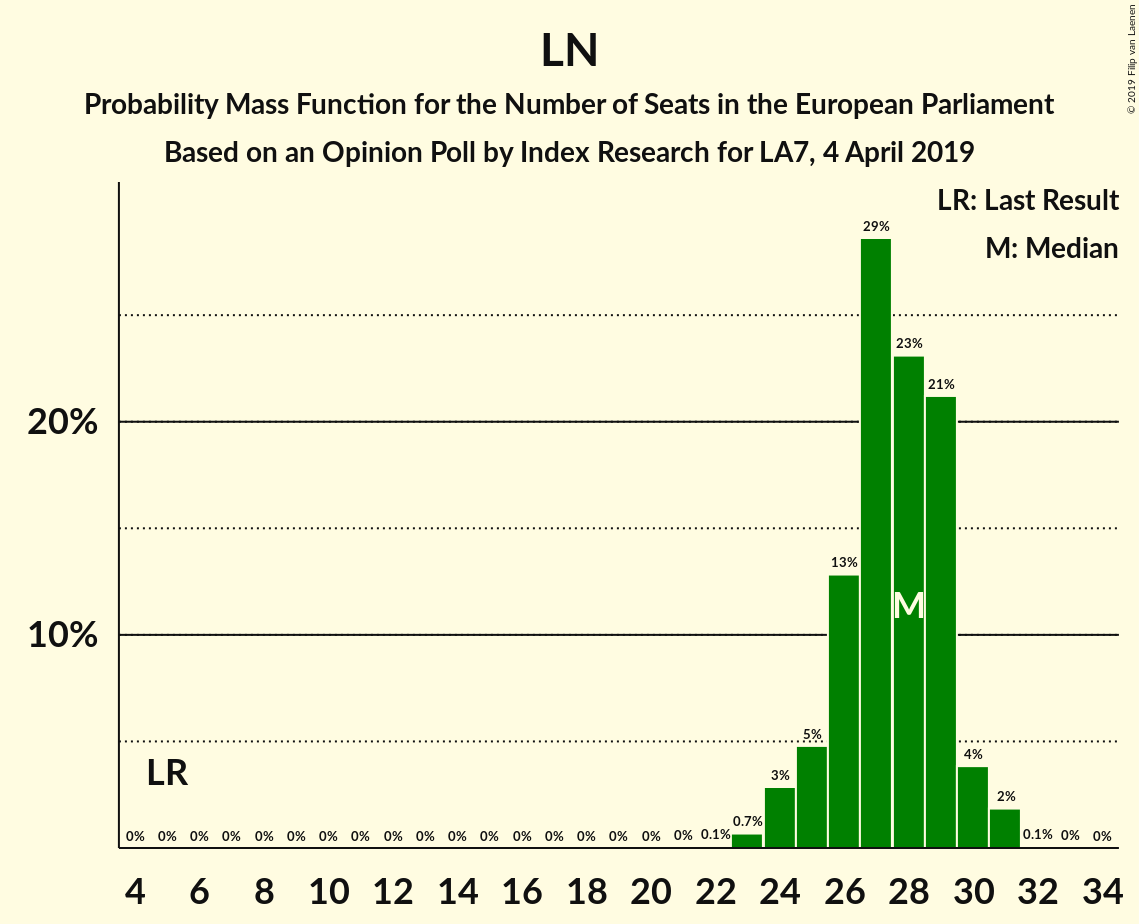 LN
Probability Mass Function for the Number of Seats in the European Parliament
Based on an Opinion Poll by Index Research for LA7, 4 April 2019
© 2019 Filip van Laenen
LR: Last Result
M: Median
20%
10%
LR
M
0% 0% 0% 0% 0% 0% 0% 0% 0% 0% 0% 0% 0% 0% 0% 0% 0% 0% 0.1% 0.7% 3% 5% 13% 29% 23% 21% 4% 2% 0.1% 0% 0%
4 6 8 10 12 14 16 18 20 22 24 26 28 30 32 34